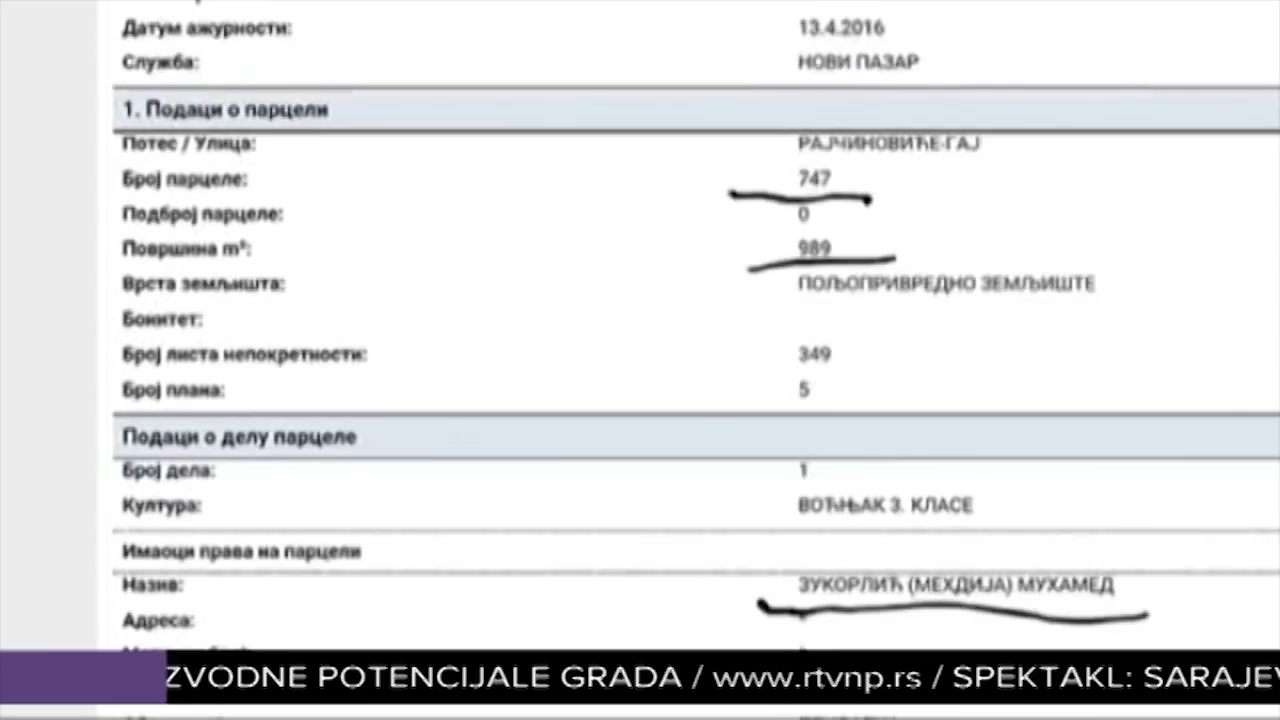 Датум ажурности: 13.4.2016
Служба: НОВИ ПАЗАР
1. Подаци о парцели
Потес / Улица: РАЈЧИНОВИЋЕ-ГАЈ
Број парцеле: 747
Подброј парцеле: 0
Површина m²: 989
Врста земљишта: ПОЉОПРИВРЕДНО ЗЕМЉИШТЕ
Бонитет:
Број листа непокретности: 349
Број плана: 5
Подаци о делу парцеле
Број дела: 1
Култура: ВОЋЊАК 3. КЛАСЕ
Имаоци права на парцели
Назив: ЗУКОРЛИЋ (МЕХДИЈА) МУХАМЕД
Адреса:
ZVODNE POTENCIJALE GRADA / www.rtvnp.rs / SPEKTAKL: SARAJEV